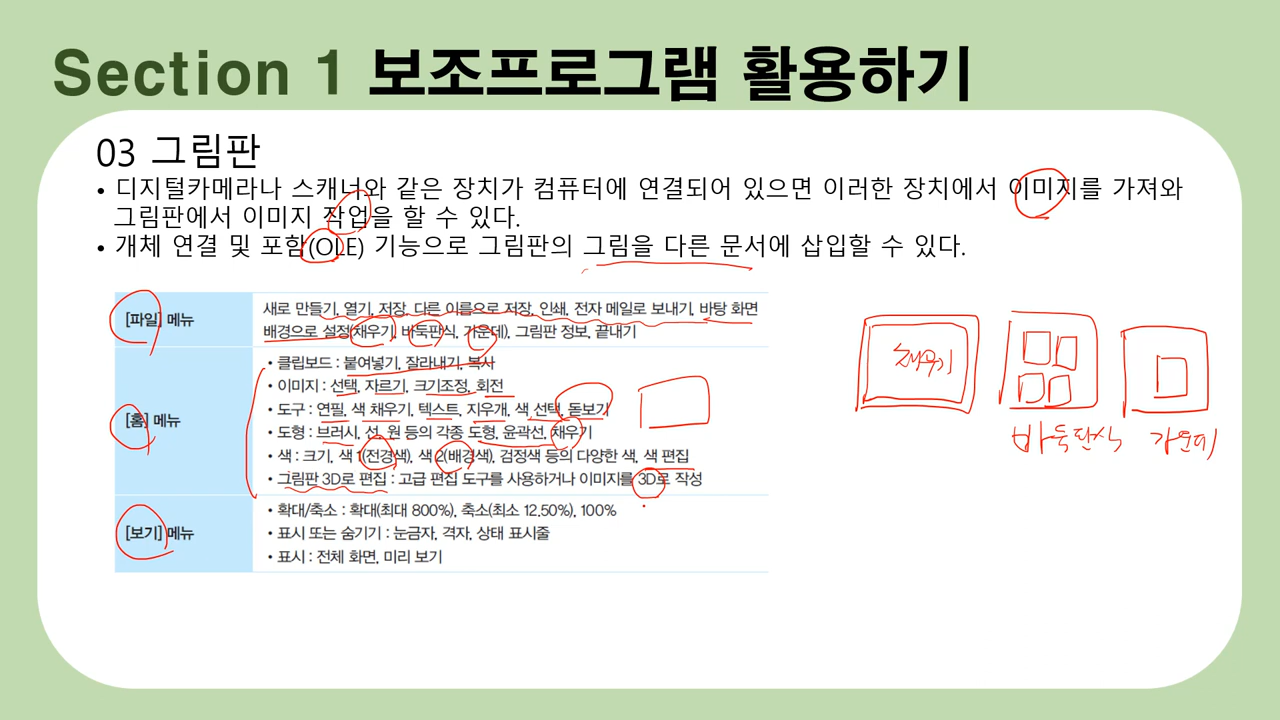 Section 1 보조프로그램 활용하기
03 그림판
• 디지털카메라나 스캐너와 같은 장치가 컴퓨터에 연결되어 있으면 이러한 장치에서 이미지를 가져와
그림판에서 이미지 작업을 할 수 있다.
• 개체 연결 및 포함(OLE) 기능으로 그림판의 그림을 다른 문서에 삽입할 수 있다.
[파일] 메뉴
새로 만들기, 열기, 저장, 다른 이름으로 저장, 인쇄, 전자 메일로 보내기, 바탕 화면
배경으로 설정(채우기, 바둑판식, 가운데), 그림판 정보, 끝내기
[홈] 메뉴
• 클립보드 : 붙여넣기, 잘라내기, 복사
• 이미지 : 선택, 자르기, 크기조정, 회전
• 도구 : 연필, 색 채우기, 텍스트, 지우개, 색 선택, 돋보기
• 도형 : 브러시, 선, 원 등의 각종 도형, 윤곽선, 채우기
• 색 : 크기, 색 1(전경색), 색 2(배경색), 검정색 등의 다양한 색, 색 편집
• 그림판 3D로 편집 : 고급 편집 도구를 사용하거나 이미지를 3D로 작성
[보기] 메뉴
• 확대/축소 : 확대(최대 800%), 축소(최소 12.50%), 100%
• 표시 또는 숨기기 : 눈금자, 격자, 상태 표시줄
• 표시 : 전체 화면, 미리 보기
채우기
바둑판식
가운데